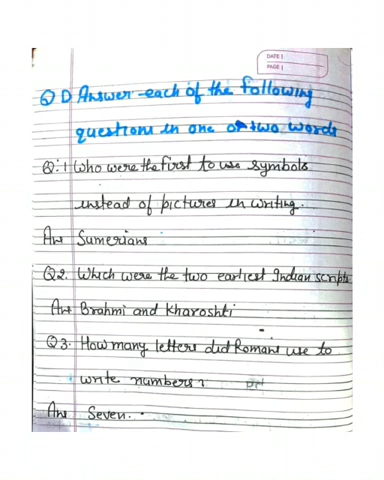 DATE
PAGE
Q D Answer each of the following
questions in one or two words
Q.1 Who were the first to use symbols
instead of pictures in writing.
Ans Sumerians
Q2. Which were the two earliest Indian scripts
Ans Brahmi and Kharoshti
Q3. How many letters did Romans use to
write numbers?
Ans Seven.